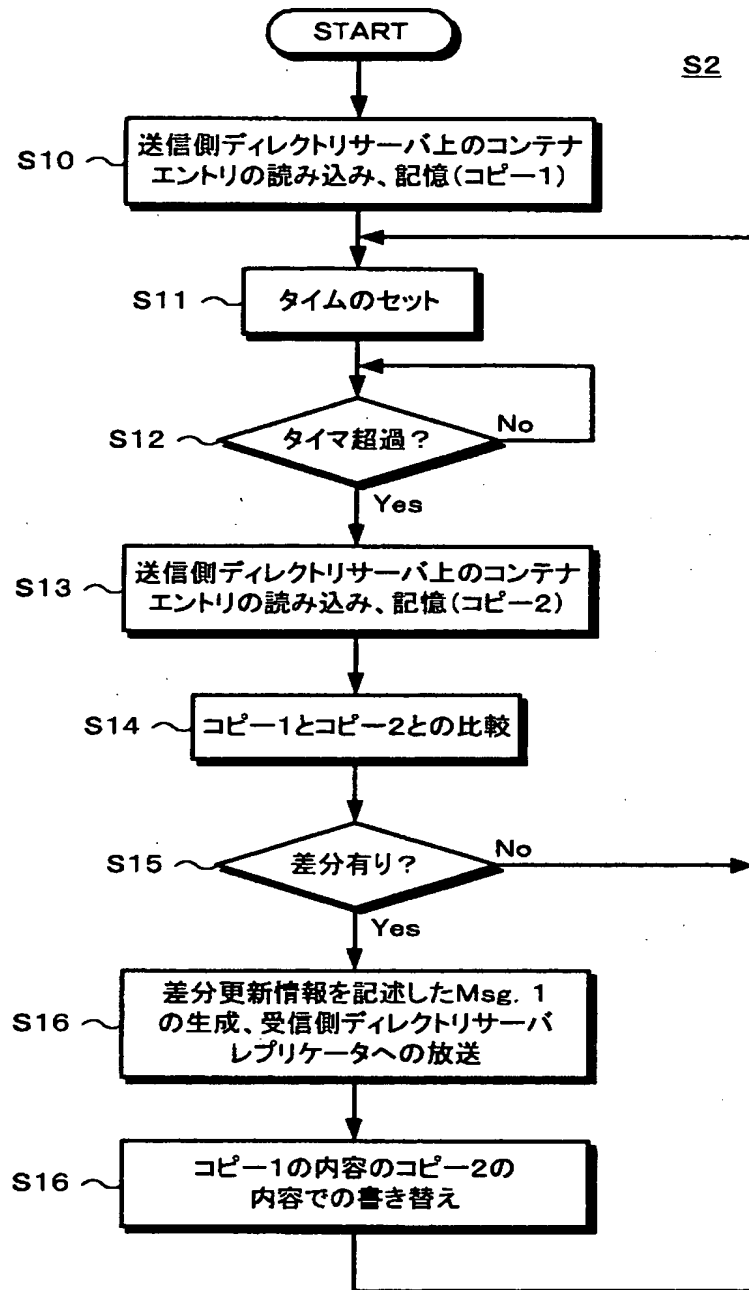 START
S2
S10
送信側ディレクトリサーバ上のコンテナ
エントリの読み込み、記憶(コピー1)
S11
タイムのセット
S12
タイマ超過?
No
Yes
S13
送信側ディレクトリサーバ上のコンテナ
エントリの読み込み、記憶(コピー2)
S14
コピー1とコピー2との比較
S15
差分有り?
No
Yes
S16
差分更新情報を記述したMsg. 1
の生成、受信側ディレクトリサーバ
レプリケータへの放送
S16
コピー1の内容のコピー2の
内容での書き替え